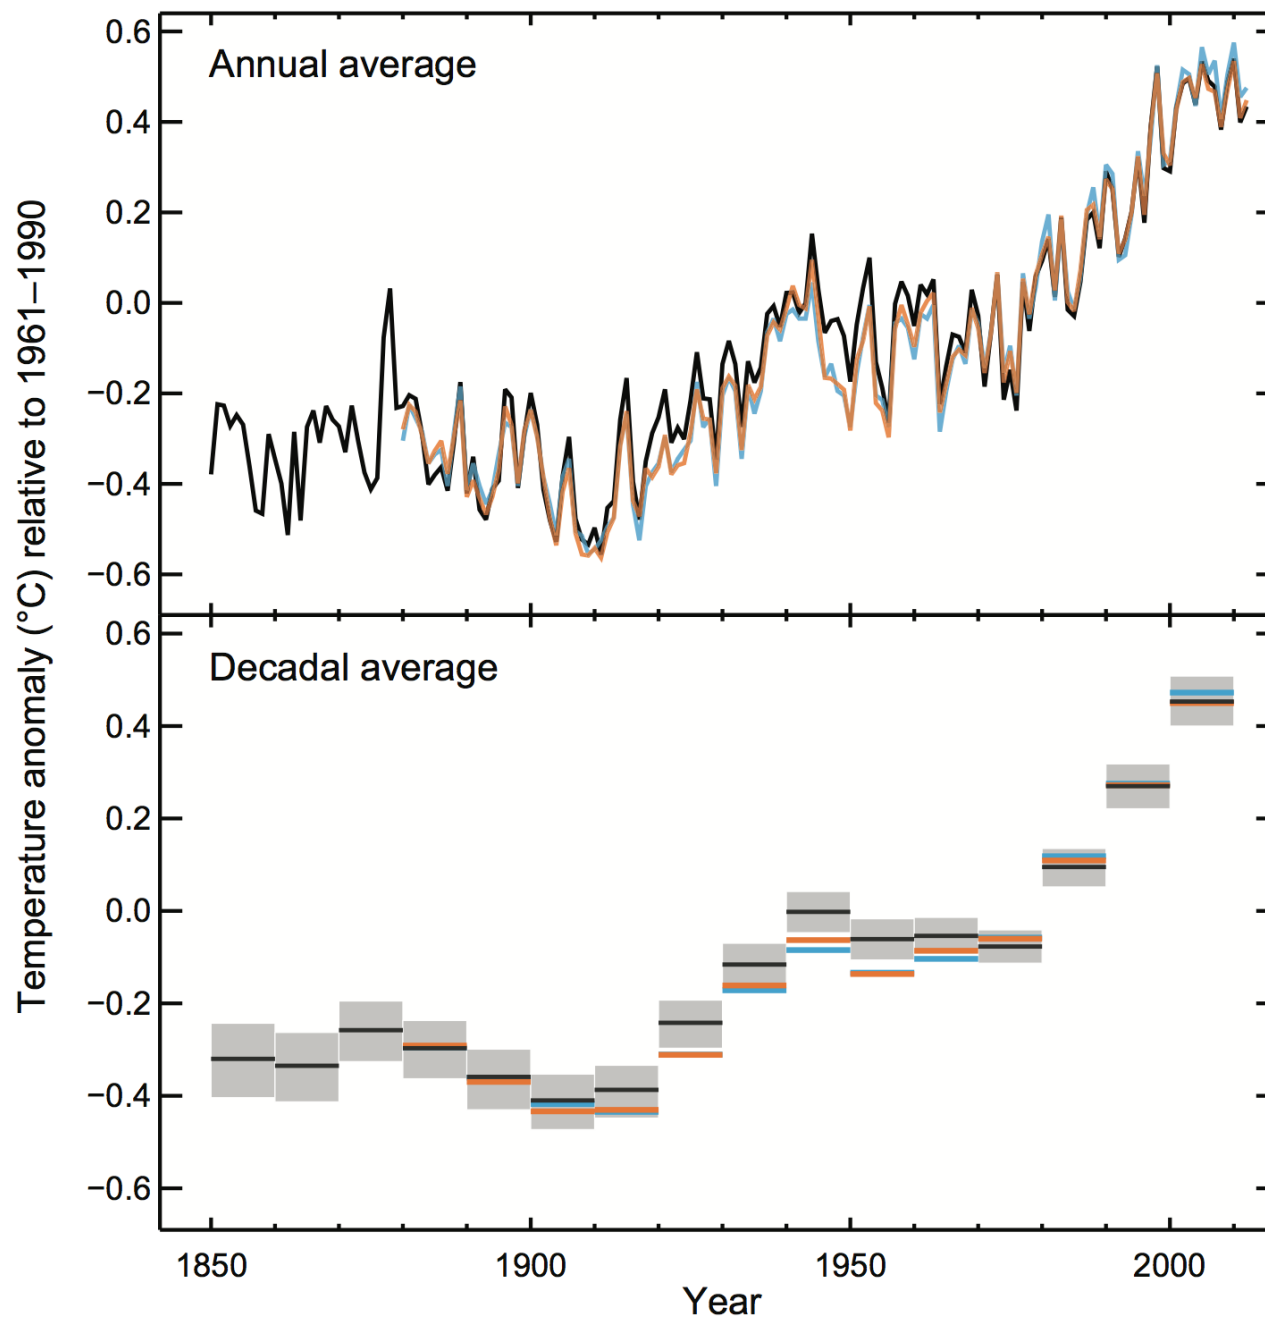 0.6
Annual average
0.4
0.2
0.0
−0.2
−0.4
−0.6
Temperature anomaly (°C) relative to 1961–1990
0.6
Decadal average
0.4
0.2
0.0
−0.2
−0.4
−0.6
1850 1900 1950 2000
Year